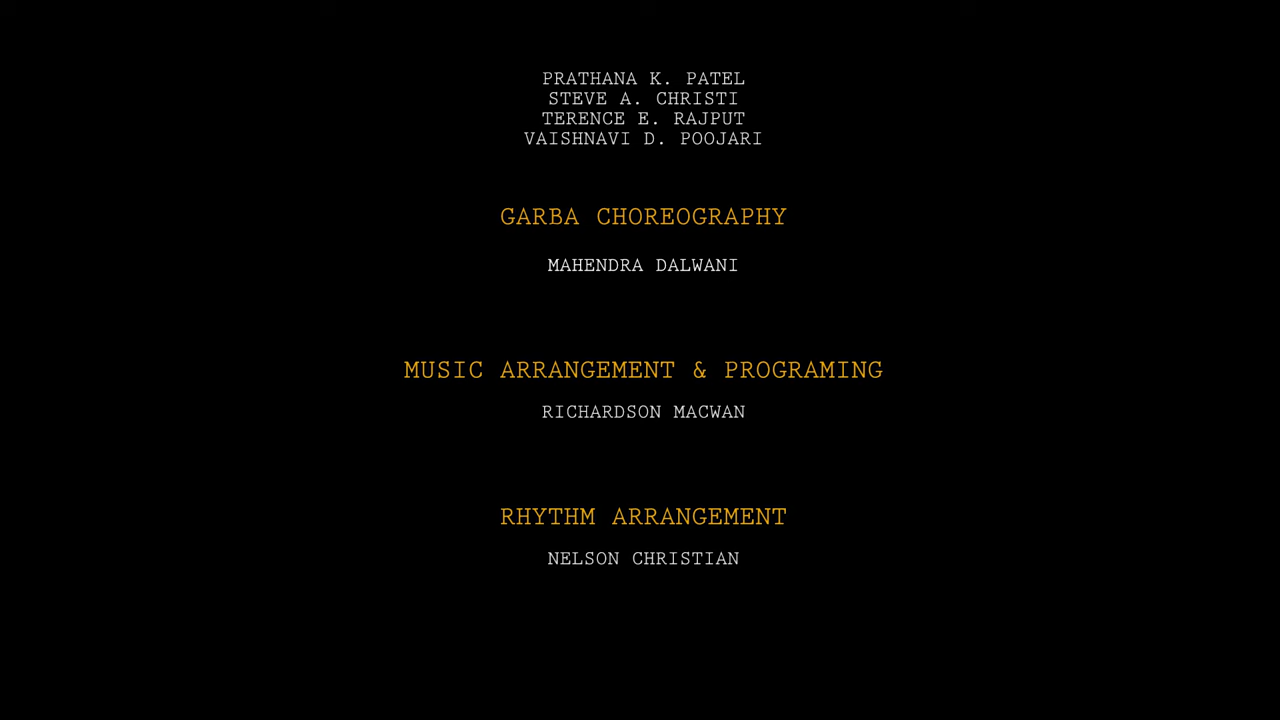 PRATHANA K. PATEL
STEVE A. CHRISTI
TERENCE E. RAJPUT
VAISHNAVI D. POOJARI
GARBA CHOREOGRAPHY
MAHENDRA DALWANI
MUSIC ARRANGEMENT & PROGRAMING
RICHARDSON MACWAN
RHYTHM ARRANGEMENT
NELSON CHRISTIAN